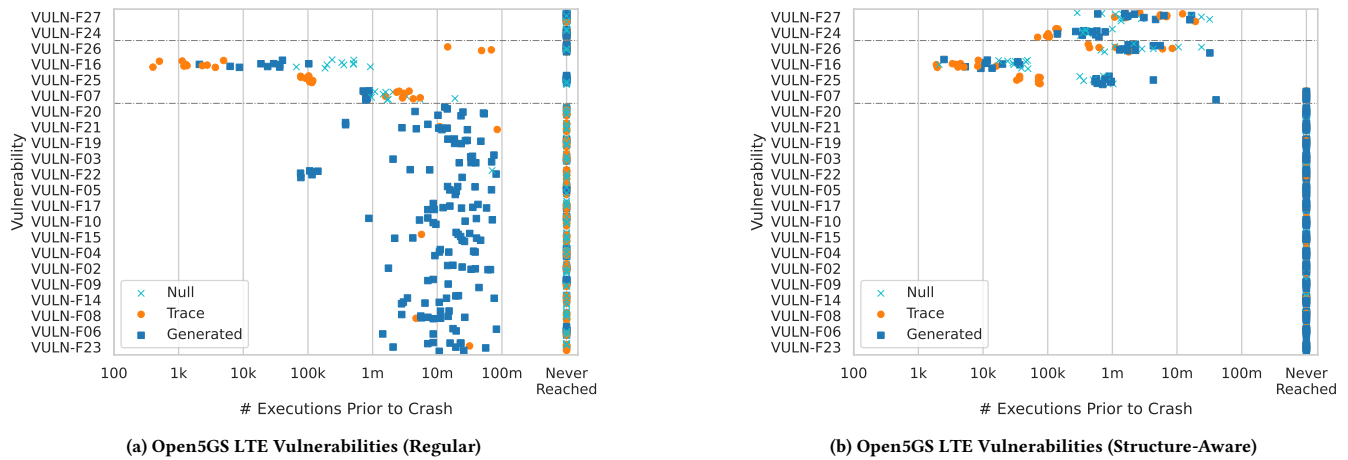 Vulnerability
VULN-F27
VULN-F24
VULN-F26
VULN-F16
VULN-F25
VULN-F07
VULN-F20
VULN-F21
VULN-F19
VULN-F03
VULN-F22
VULN-F05
VULN-F17
VULN-F10
VULN-F15
VULN-F04
VULN-F02
VULN-F09
VULN-F14
VULN-F08
VULN-F06
VULN-F23
Null
Trace
Generated
100 1k 10k 100k 1m 10m 100m Never
Reached
# Executions Prior to Crash
(a) Open5GS LTE Vulnerabilities (Regular)
Vulnerability
VULN-F27
VULN-F24
VULN-F26
VULN-F16
VULN-F25
VULN-F07
VULN-F20
VULN-F21
VULN-F19
VULN-F03
VULN-F22
VULN-F05
VULN-F17
VULN-F10
VULN-F15
VULN-F04
VULN-F02
VULN-F09
VULN-F14
VULN-F08
VULN-F06
VULN-F23
Null
Trace
Generated
100 1k 10k 100k 1m 10m 100m Never
Reached
# Executions Prior to Crash
(b) Open5GS LTE Vulnerabilities (Structure-Aware)